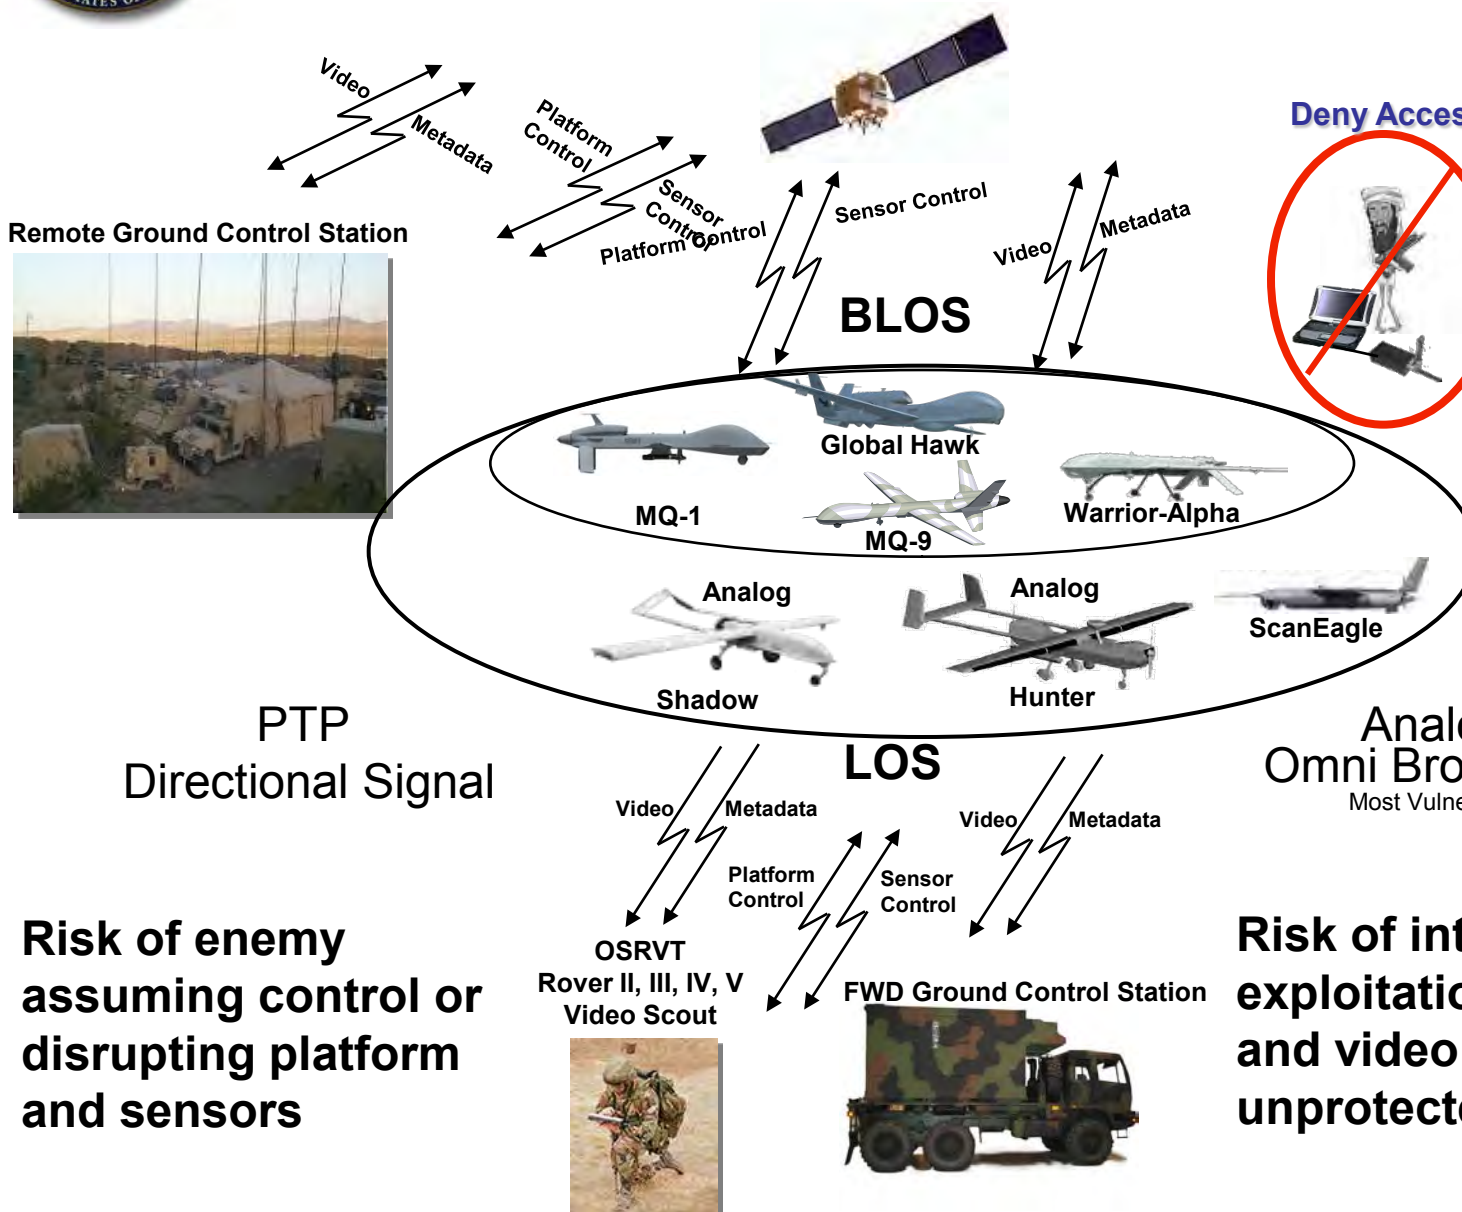 TATES O
Video
Metadata
Platform
Control
Sensor
Control
Platform Control
Sensor Control
Video
Metadata
Deny Acces
Remote Ground Control Station
BLOS
Global Hawk
MQ-1
MQ-9
Warrior-Alpha
Analog
Analog
ScanEagle
Shadow
Hunter
PTP
Directional Signal
LOS
Analo
Omni Bro
Most Vulne
Video
Metadata
Video
Metadata
Platform
Control
Sensor
Control
Risk of enemy
assuming control or
disrupting platform
and sensors
OSRVT
Rover II, III, IV, V
Video Scout
FWD Ground Control Station
Risk of int
exploitatio
and video
unprotecte